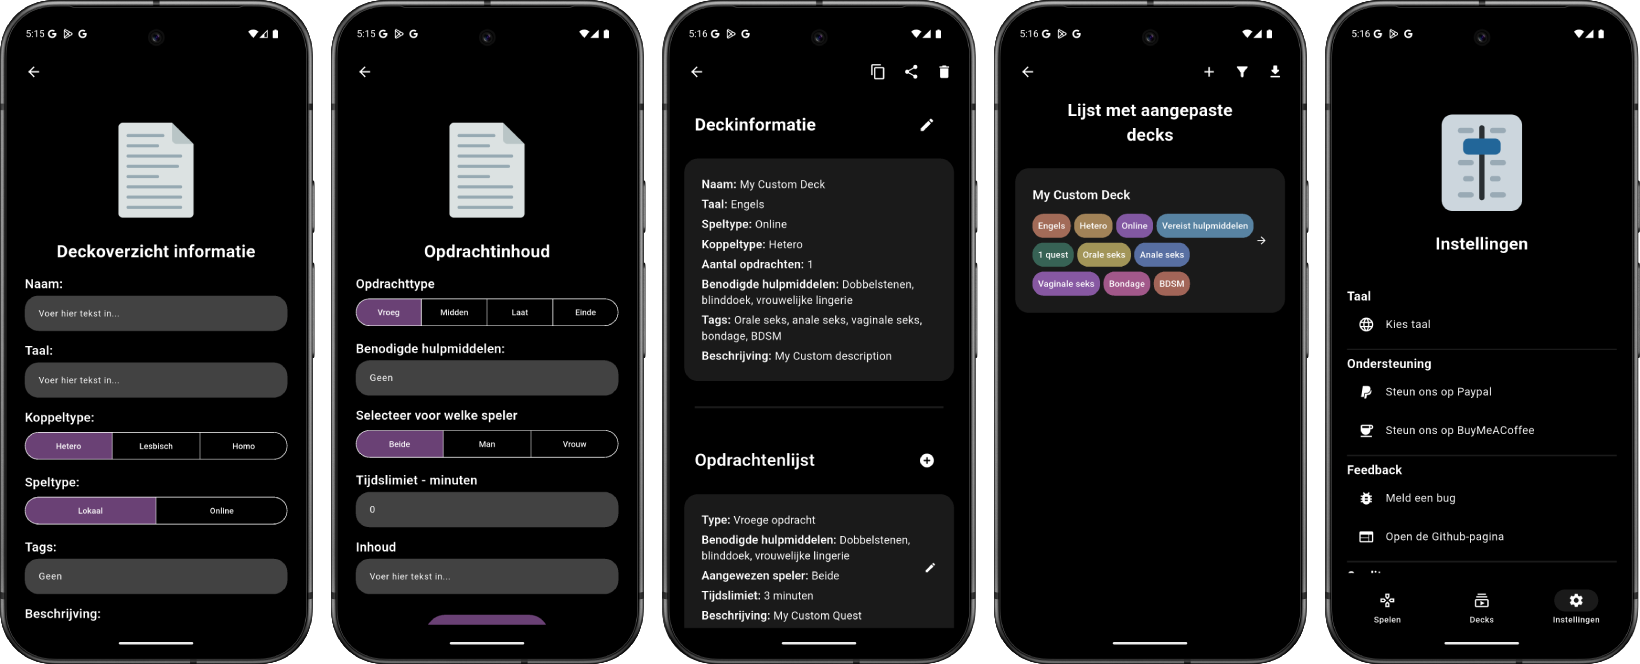 5:15
Deckoverzicht informatie
Naam:
Voer hier tekst in...
Taal:
Voer hier tekst in...
Koppeltype:
Hetero Lesbisch Homo
Speltype:
Lokaal Online
Tags:
Geen
Beschrijving:
5:15
Opdrachtinhoud
Opdrachttype
Vroeg Midden Laat Einde
Benodigde hulpmiddelen:
Geen
Selecteer voor welke speler
Beide Man Vrouw
Tijdslimiet - minuten
0
Inhoud
Voer hier tekst in...
5:16
Deckinformatie
Naam: My Custom Deck
Taal: Engels
Speltype: Online
Koppeltype: Hetero
Aantal opdrachten: 1
Benodigde hulpmiddelen: Dobbelstenen,
blinddoek, vrouwelijke lingerie
Tags: Orale seks, anale seks, vaginale seks,
bondage, BDSM
Beschrijving: My Custom description
Opdrachtenlijst
Type: Vroege opdracht
Benodigde hulpmiddelen: Dobbelstenen,
blinddoek, vrouwelijke lingerie
Aangewezen speler: Beide
Tijdslimiet: 3 minuten
Beschrijving: My Custom Quest
5:16
Lijst met aangepaste
decks
My Custom Deck
Engels Hetero Online Vereist hulpmiddelen
1 quest Orale seks Anale seks
Vaginale seks Bondage BDSM
5:16
Instellingen
Taal
Kies taal
Ondersteuning
Steun ons op Paypal
Steun ons op BuyMeACoffee
Feedback
Meld een bug
Open de Github-pagina
Spelen Decks Instellingen